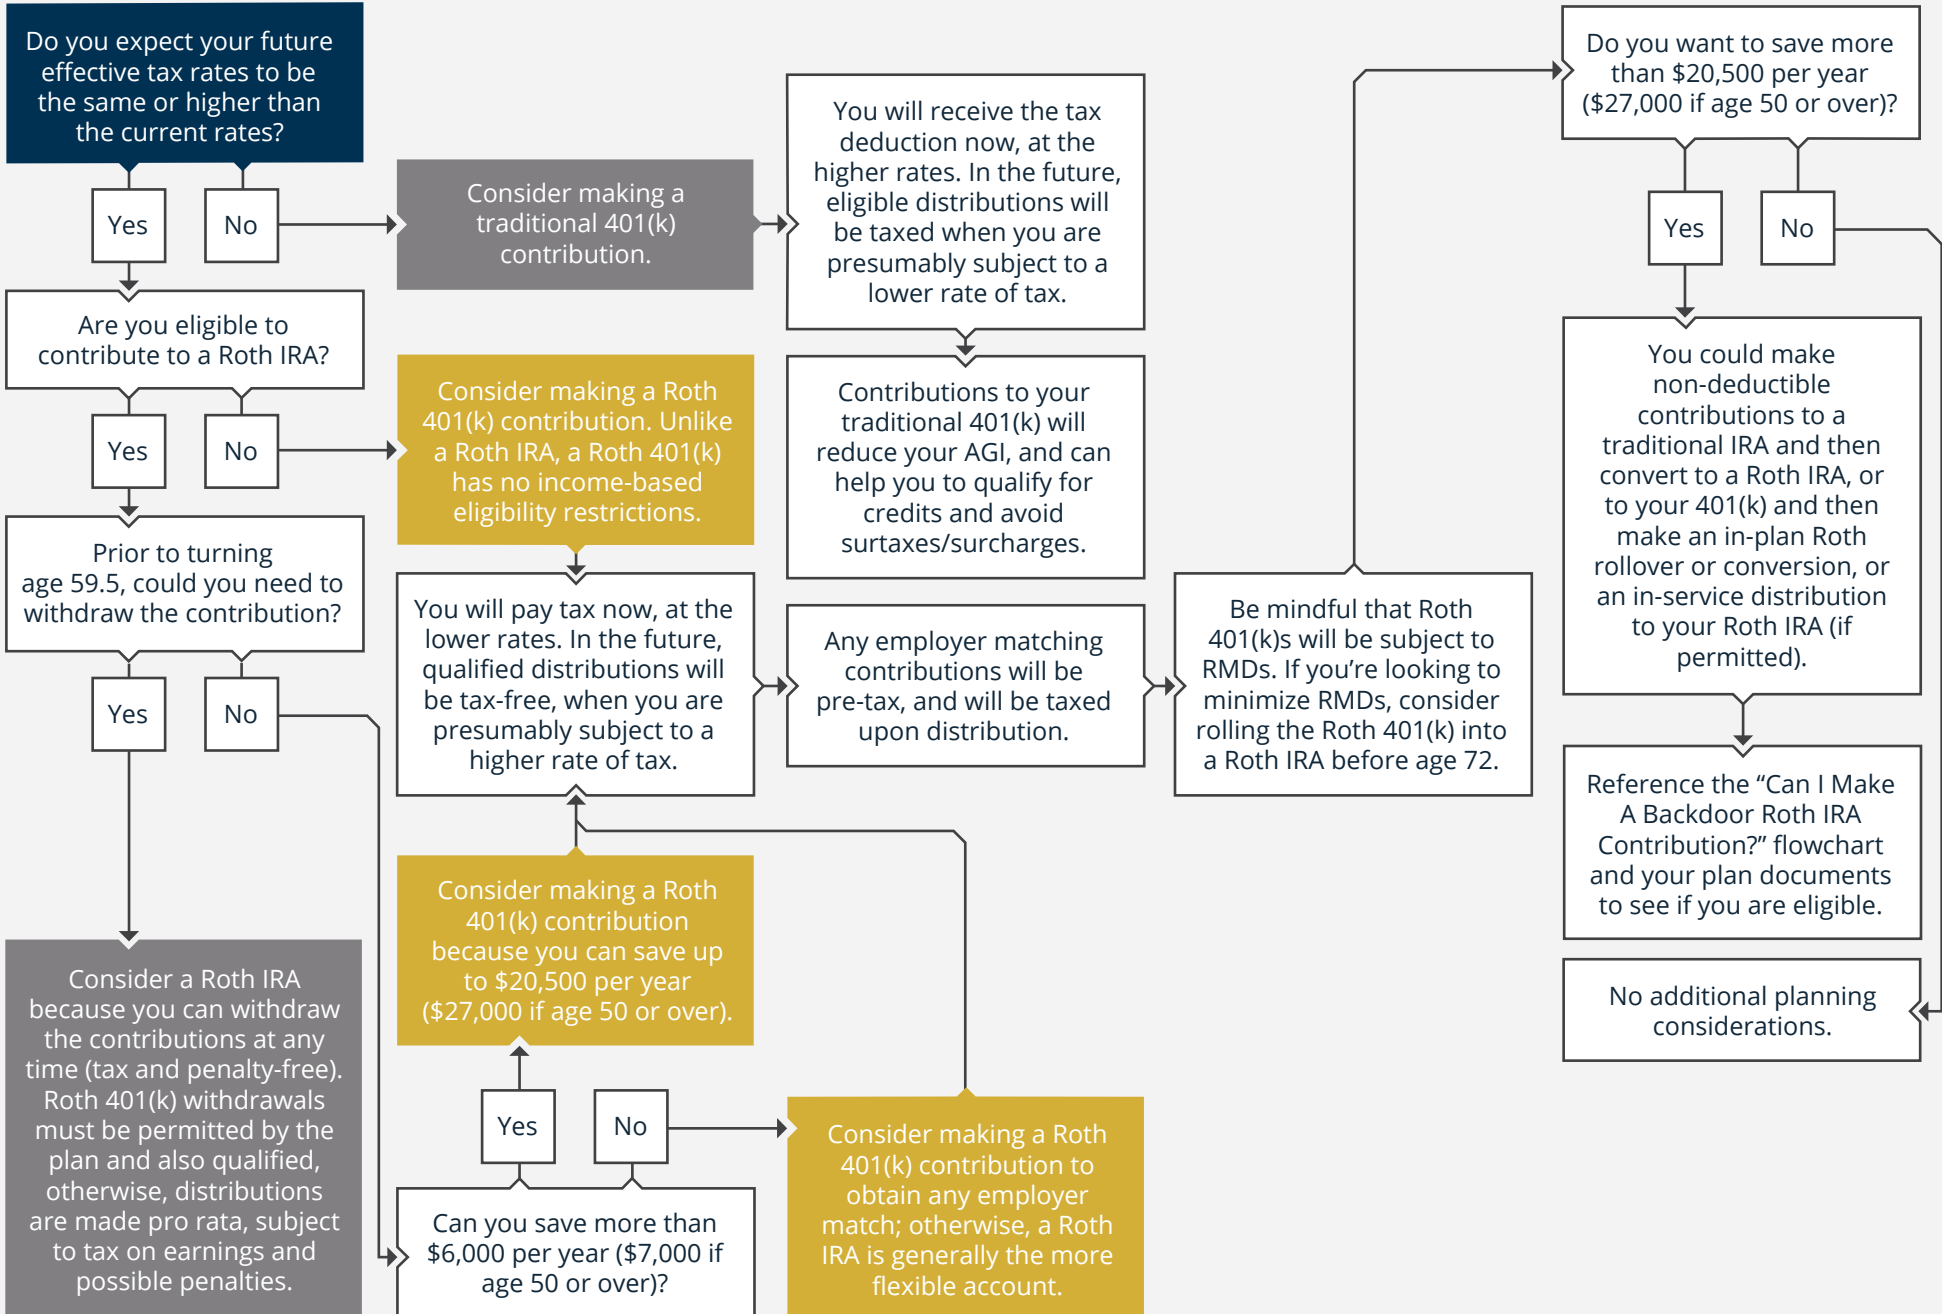 Do you expect your future
effective tax rates to be
the same or higher than
the current rates?
Yes
No
Consider making a
traditional 401(k)
contribution.
You will receive the tax
deduction now, at the
higher rates. In the future,
eligible distributions will
be taxed when you are
presumably subject to a
lower rate of tax.
Contributions to your
traditional 401(k) will
reduce your AGI, and can
help you to qualify for
credits and avoid
surtaxes/surcharges.
Are you eligible to
contribute to a Roth IRA?
Yes
No
Consider making a Roth
401(k) contribution. Unlike
a Roth IRA, a Roth 401(k)
has no income-based
eligibility restrictions.
Prior to turning
age 59.5, could you need to
withdraw the contribution?
Yes
No
Consider a Roth IRA
because you can withdraw
the contributions at any
time (tax and penalty-free).
Roth 401(k) withdrawals
must be permitted by the
plan and also qualified,
otherwise, distributions
are made pro rata, subject
to tax on earnings and
possible penalties.
Can you save more than
$6,000 per year ($7,000 if
age 50 or over)?
Yes
No
Consider making a Roth
401(k) contribution
because you can save up
to $20,500 per year
($27,000 if age 50 or over).
Consider making a Roth
401(k) contribution to
obtain any employer
match; otherwise, a Roth
IRA is generally the more
flexible account.
You will pay tax now, at the
lower rates. In the future,
qualified distributions will
be tax-free, when you are
presumably subject to a
higher rate of tax.
Any employer matching
contributions will be
pre-tax, and will be taxed
upon distribution.
Be mindful that Roth
401(k)s will be subject to
RMDs. If you’re looking to
minimize RMDs, consider
rolling the Roth 401(k) into
a Roth IRA before age 72.
Do you want to save more
than $20,500 per year
($27,000 if age 50 or over)?
Yes
No
You could make
non-deductible
contributions to a
traditional IRA and then
convert to a Roth IRA, or
to your 401(k) and then
make an in-plan Roth
rollover or conversion, or
an in-service distribution
to your Roth IRA (if
permitted).
Reference the “Can I Make
A Backdoor Roth IRA
Contribution?” flowchart
and your plan documents
to see if you are eligible.
No additional planning
considerations.